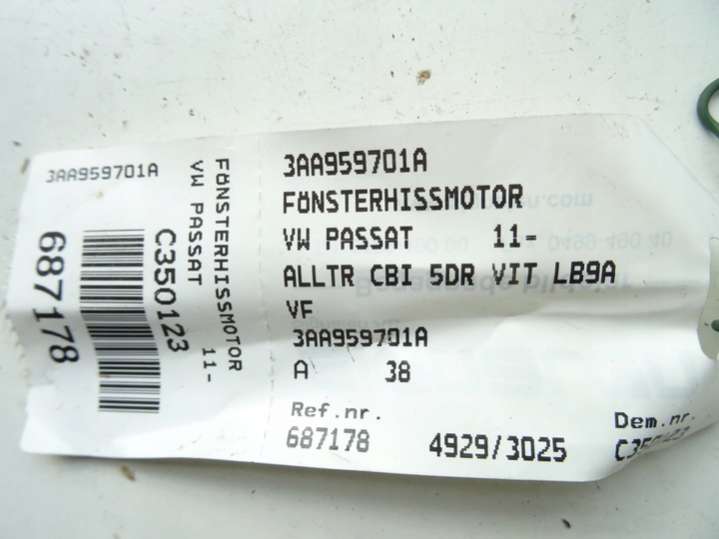 3AA959701A
FÖNSTERHISSMOTOR
VW PASSAT 11-
C350123
687178
3AA959701A
FÖNSTERHISSMOTOR
VW PASSAT 11-
ALLTR CBI 5DR VIT LB9A
VF
3AA959701A
A 38
Ref.nr.
687178 4929/3025
Dem.nr.